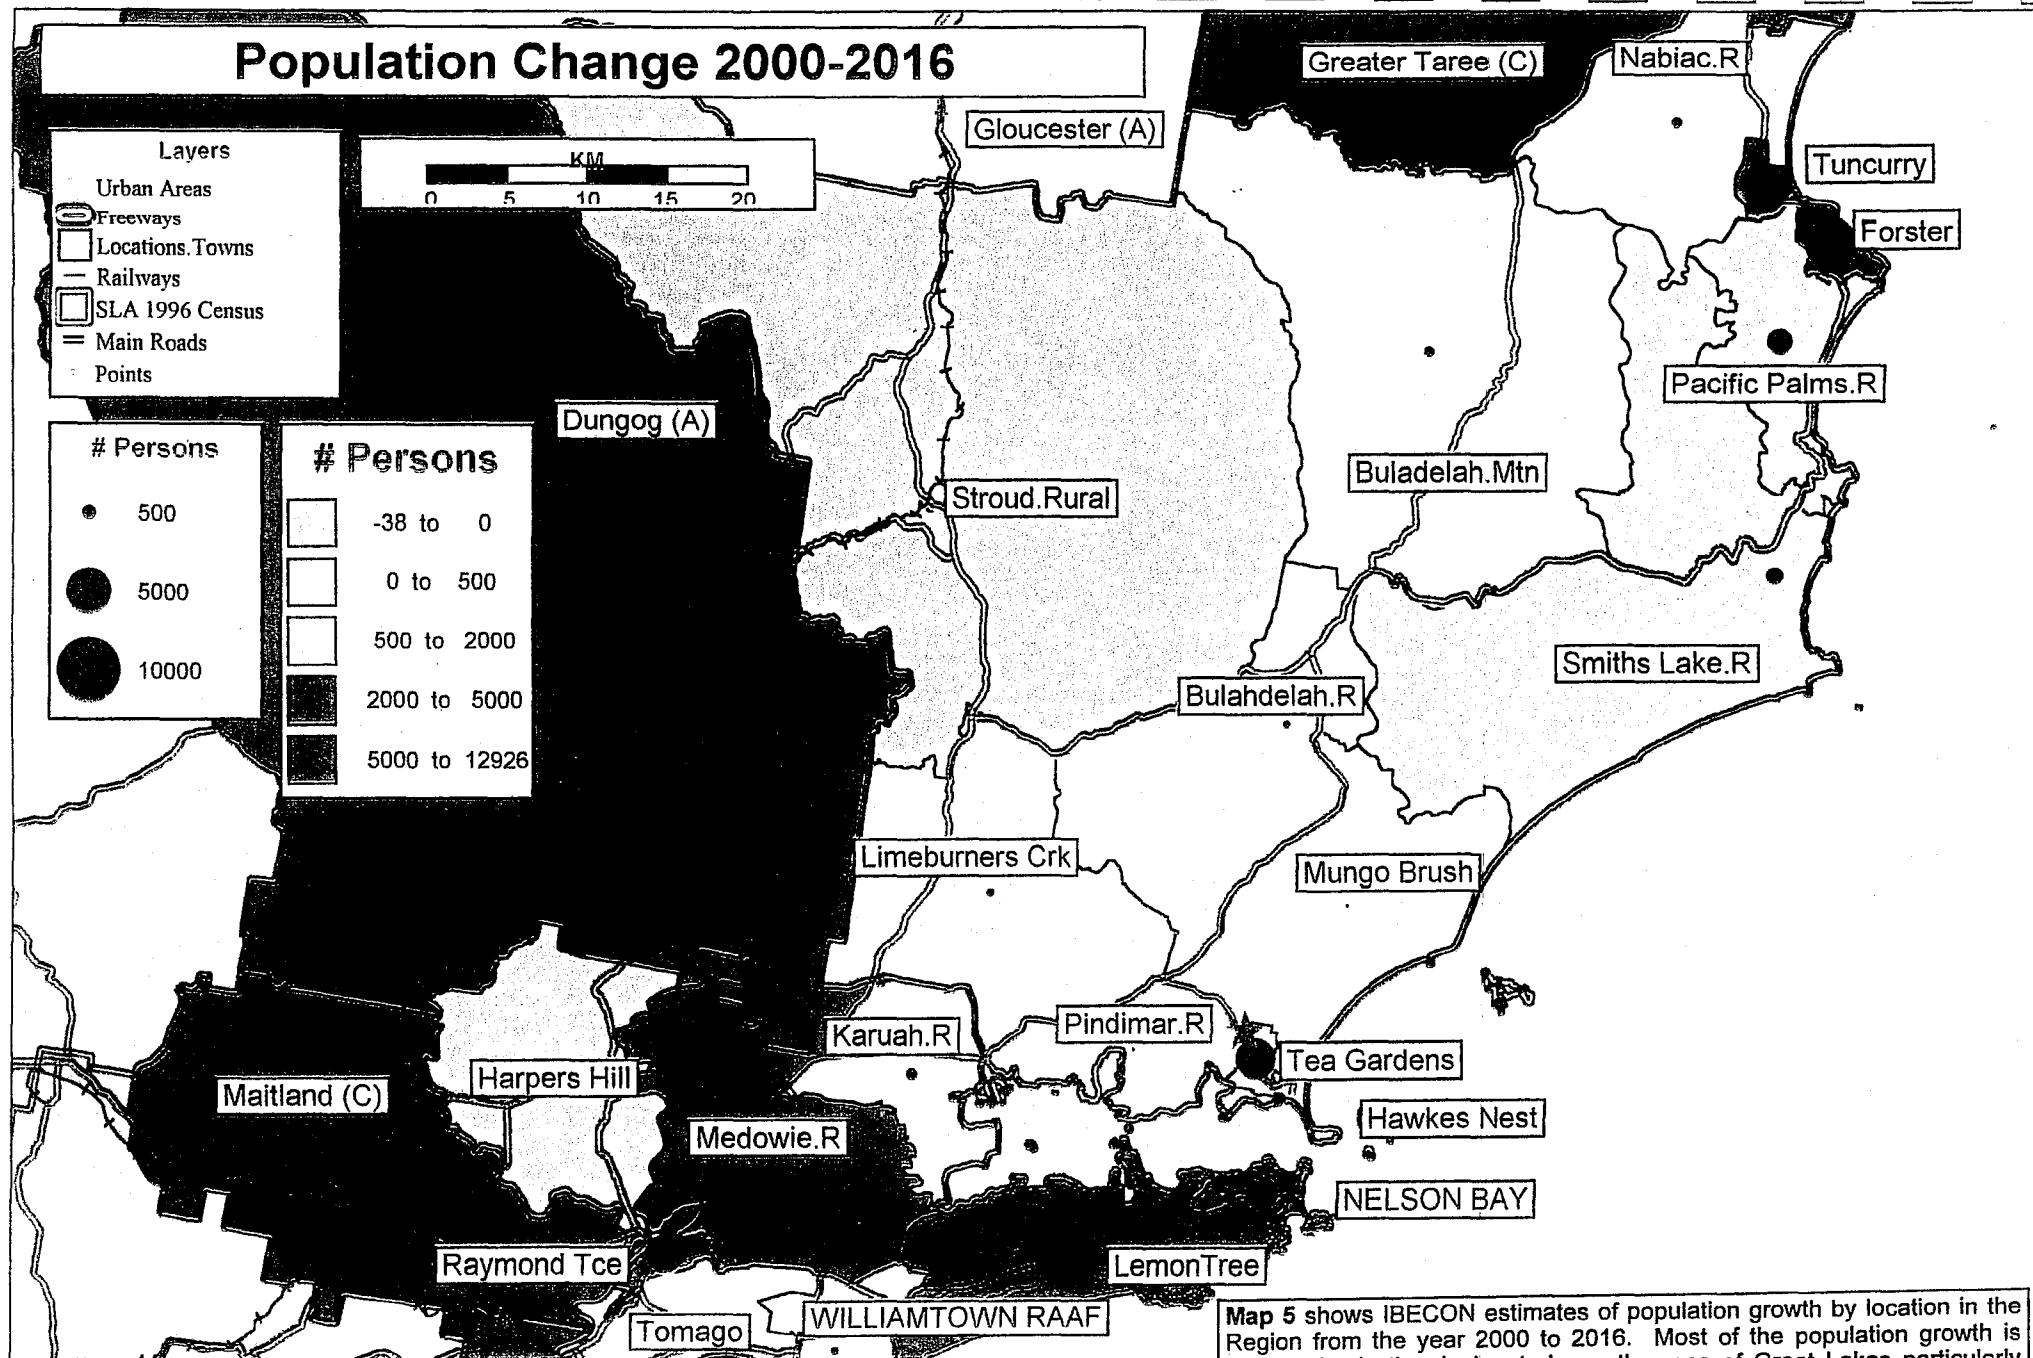 Population Change 2000-2016
Layers
Urban Areas
Freeways
Locations.Towns
Railways
SLA 1996 Census
Main Roads
Points
KM
0 5 10 15 20
# Persons
500
5000
10000
# Persons
-38 to 0
0 to 500
500 to 2000
2000 to 5000
5000 to 12926
Greater Taree (C)
Nabiac.R
Gloucester (A)
Tuncurry
Forster
Pacific Palms.R
Dungog (A)
Buladelah.Mtn
Stroud.Rural
Smiths Lake.R
Bulahdelah.R
Limeburners Crk
Mungo Brush
Karuah.R
Pindimar.R
Tea Gardens
Harpers Hill
Maitland (C)
Hawkes Nest
Medowie.R
NELSON BAY
Raymond Tce
LemonTree
WILLIAMTOWN RAAF
Tomago
Map 5 shows IBECON estimates of population growth by location in the
Region from the year 2000 to 2016. Most of the population growth is